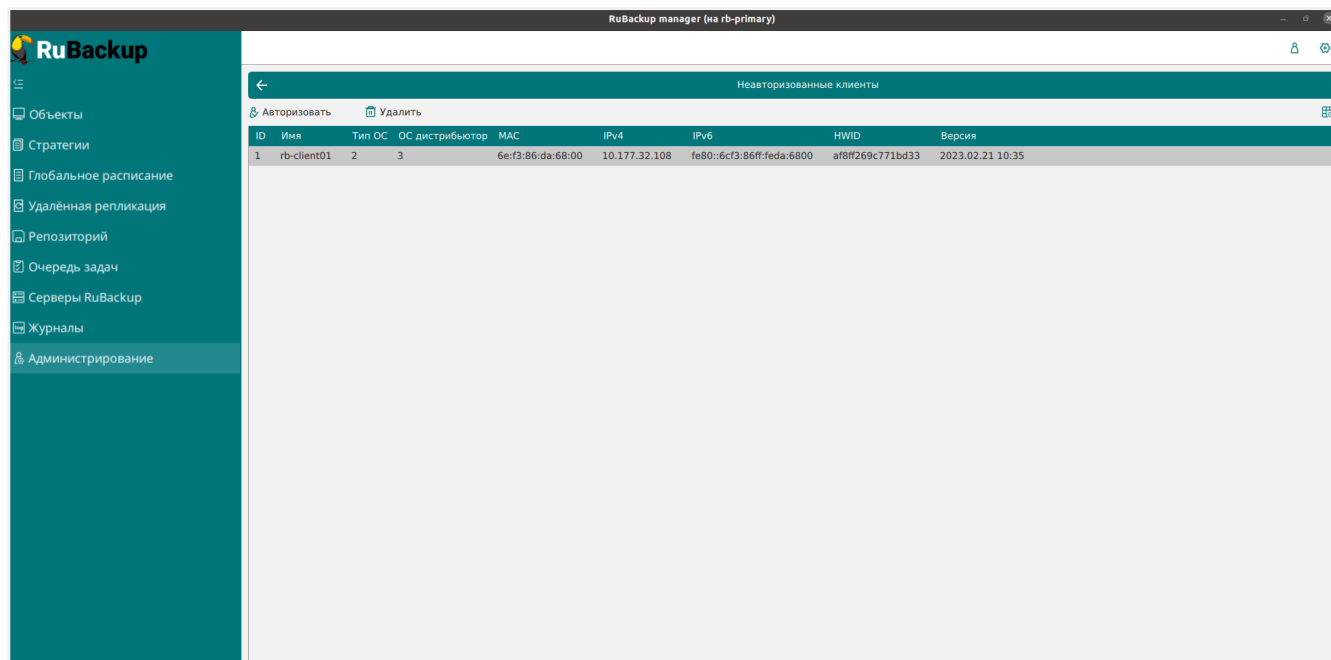 RuBackup manager (на rb-primary)
RuBackup
Объекты
Стратегии
Глобальное расписание
Удалённая репликация
Репозиторий
Очередь задач
Серверы RuBackup
Журналы
Администрирование
Неавторизованные клиенты
Авторизовать Удалить
ID Имя Тип ОС ОС дистрибьютор MAC IPv4 IPv6 HWID Версия
1 rb-client01 2 3 6e:f3:86:da:68:00 10.177.32.108 fe80::6cf3:86ff:feda:6800 af8ff269c771bd33 2023.02.21 10:35